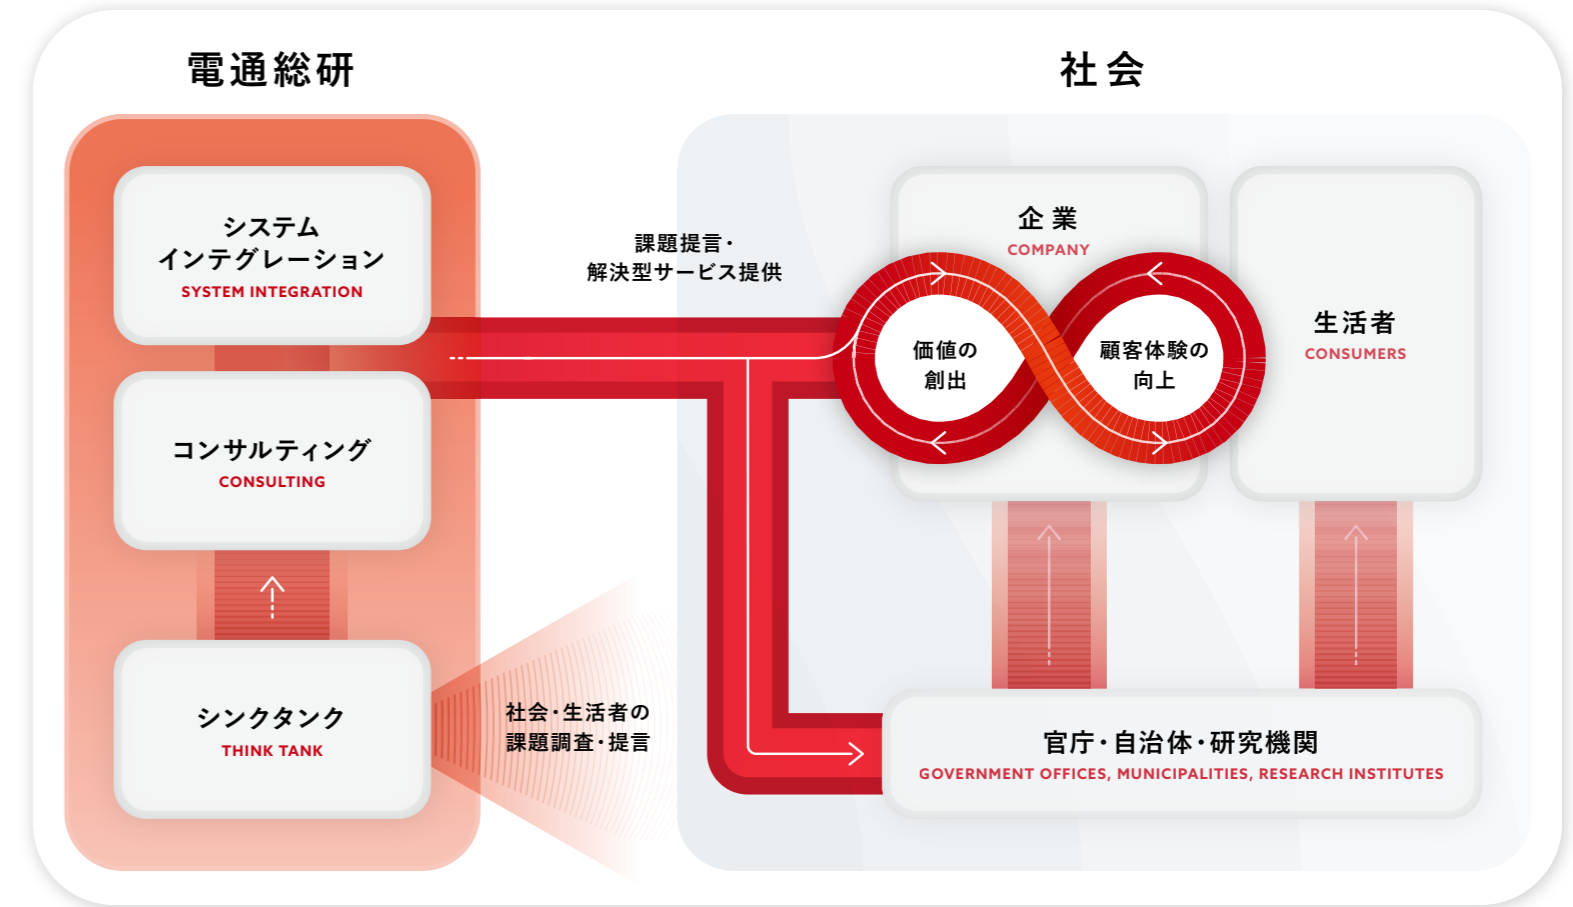 電通総研
システム
インテグレーション
SYSTEM INTEGRATION
コンサルティング
CONSULTING
シンクタンク
THINK TANK
課題提言・
解決型サービス提供
社会・生活者の
課題調査・提言
社会
企業
COMPANY
価値の
創出
顧客体験の
向上
生活者
CONSUMERS
官庁・自治体・研究機関
GOVERNMENT OFFICES, MUNICIPALITIES, RESEARCH INSTITUTES